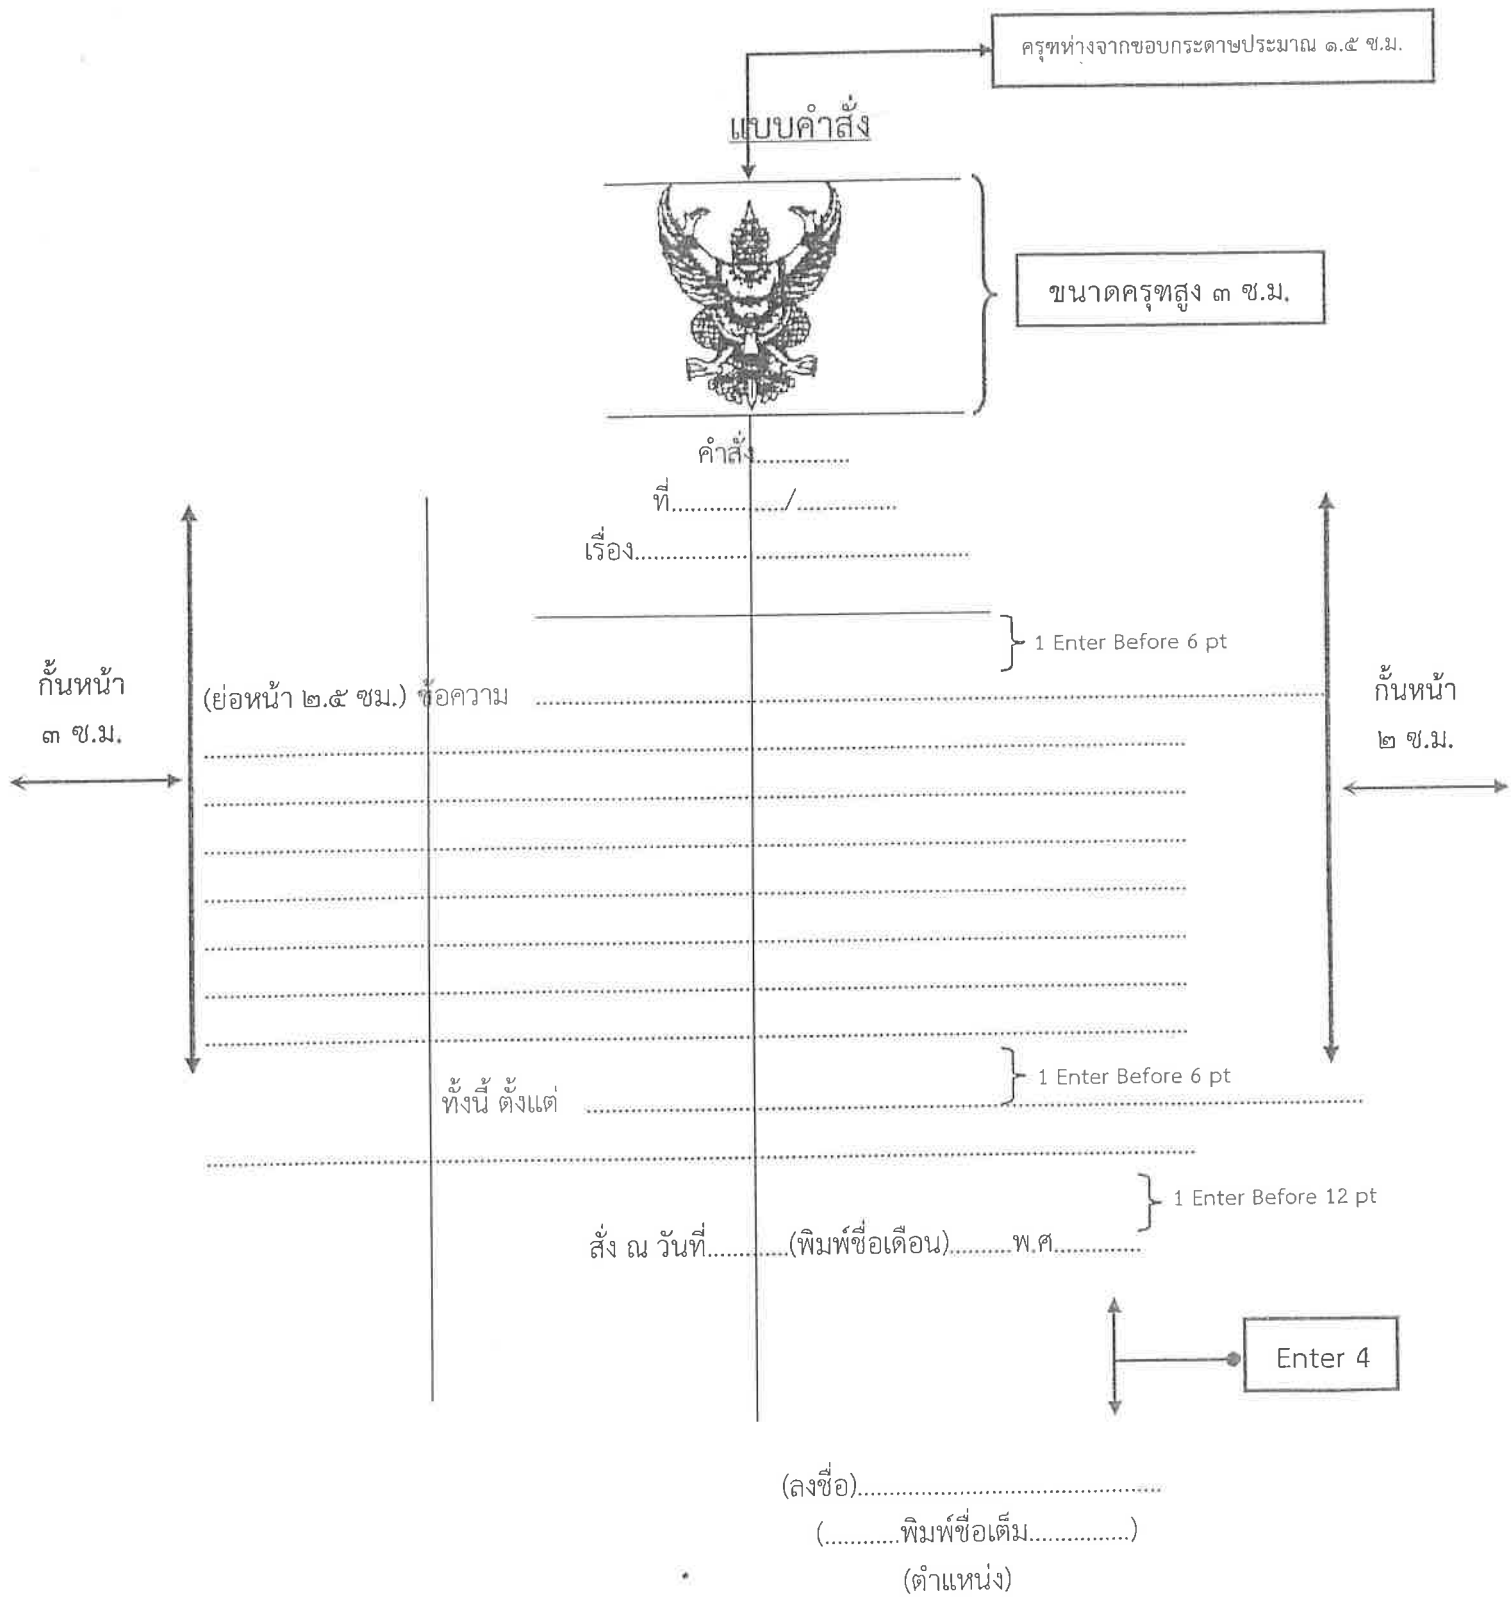 ครุฑห่างจากขอบกระดาษประมาณ ๑.๕ ซ.ม.
แบบคำสั่ง
ขนาดครุฑสูง ๓ ซ.ม.
คำสั่ง...............
ที่................../................
เรื่อง......................................................
1 Enter Before 6 pt
กั้นหน้า
๓ ซ.ม.
(ย่อหน้า ๒.๕ ซม.) ข้อความ ................................................................
กั้นหน้า
๒ ซ.ม.
1 Enter Before 6 pt
ทั้งนี้ ตั้งแต่ ................................................................
1 Enter Before 12 pt
สั่ง ณ วันที่.............(พิมพ์ชื่อเดือน)..........พ.ศ..............
Enter 4
(ลงชื่อ).................................................
(............พิมพ์ชื่อเต็ม................)
(ตำแหน่ง)